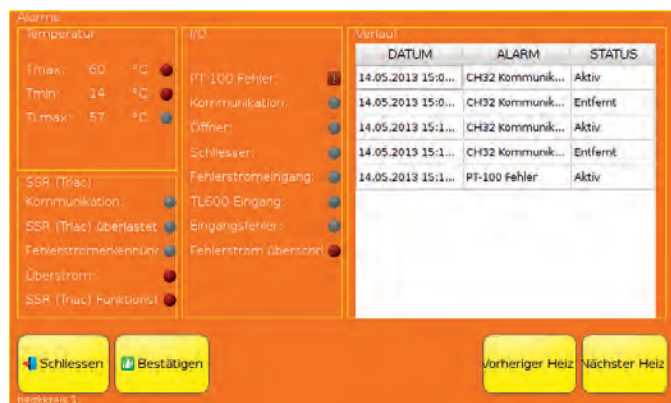 Alarme
Temperatur
Tmax: 60 °C
Tmin: 14 °C
TLmax: 57 °C
SSR (Triac)
Kommunikation:
SSR (Triac) überlastet
Fehlerstromerkennung
Überstrom:
SSR (Triac) Funktionst
I/O
PT-100 Fehler:
Kommunikation:
Öffner:
Schliesser:
Fehlerstromeingang:
TL600 Eingang:
Eingangsfehler:
Fehlerstrom überschri
Verlauf
DATUM ALARM STATUS
14.05.2013 15:0... CH32 Kommunik... Aktiv
14.05.2013 15:0... CH32 Kommunik... Entfernt
14.05.2013 15:1... CH32 Kommunik... Aktiv
14.05.2013 15:1... CH32 Kommunik... Entfernt
14.05.2013 15:1... PT-100 Fehler Aktiv
Schliessen
Bestätigen
Vorheriger Heiz
Nächster Heiz
Heizkreis 1